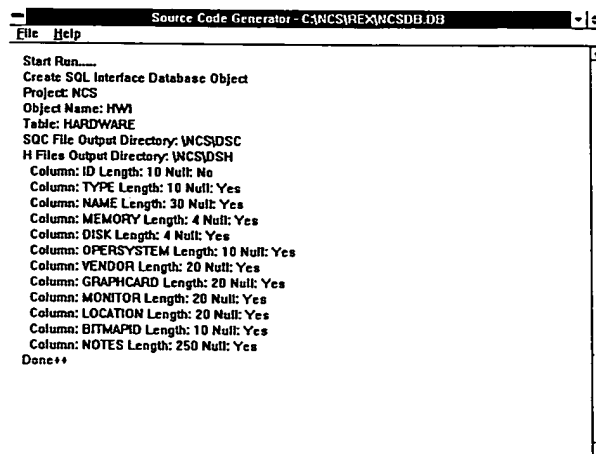 Source Code Generator - C:\NCS\REX\NCSDB.DB
File Help
Start Run.....
Create SQL Interface Database Object
Project: NCS
Object Name: HWI
Table: HARDWARE
SQC File Output Directory: \NCS\DSC
H Files Output Directory: \NCS\DSH
Column: ID Length: 10 Null: No
Column: TYPE Length: 10 Null: Yes
Column: NAME Length: 30 Null: Yes
Column: MEMORY Length: 4 Null: Yes
Column: DISK Length: 4 Null: Yes
Column: OPERSYSTEM Length: 10 Null: Yes
Column: VENDOR Length: 20 Null: Yes
Column: GRAPHCARD Length: 20 Null: Yes
Column: MONITOR Length: 20 Null: Yes
Column: LOCATION Length: 20 Null: Yes
Column: BITMAPID Length: 10 Null: Yes
Column: NOTES Length: 250 Null: Yes
Done++